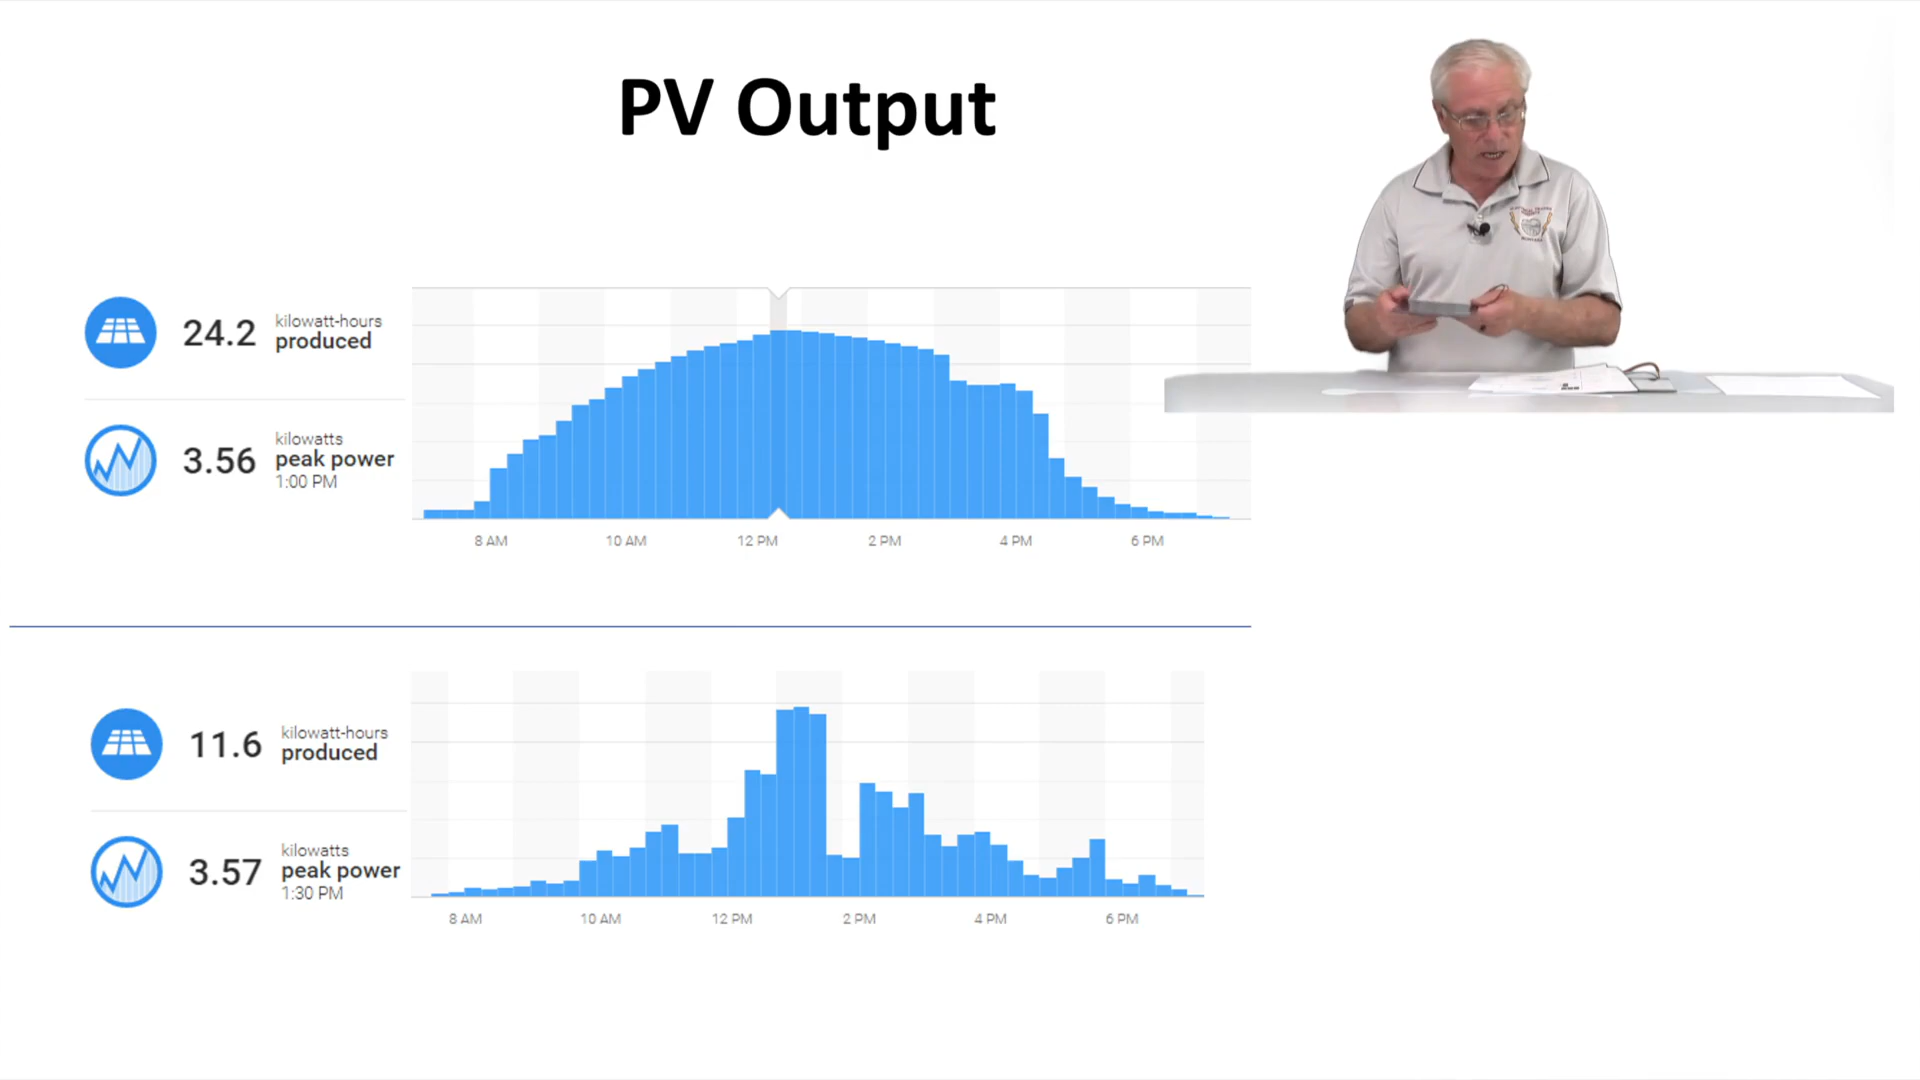 PV Output
24.2
kilowatt-hours
produced
3.56
kilowatts
peak power
1:00 PM
8 AM 10 AM 12 PM 2 PM 4 PM 6 PM
11.6
kilowatt-hours
produced
3.57
kilowatts
peak power
1:30 PM
8 AM 10 AM 12 PM 2 PM 4 PM 6 PM